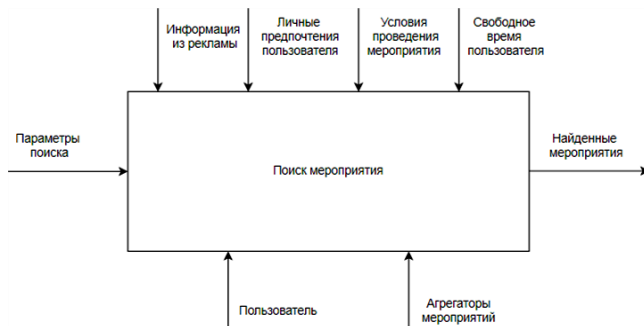 Информация
из рекламы
Личные
предпочтения
пользователя
Условия
проведения
мероприятия
Свободное
время
пользователя
Параметры
поиска
Поиск мероприятия
Найденные
мероприятия
Пользователь
Агрегаторы
мероприятий